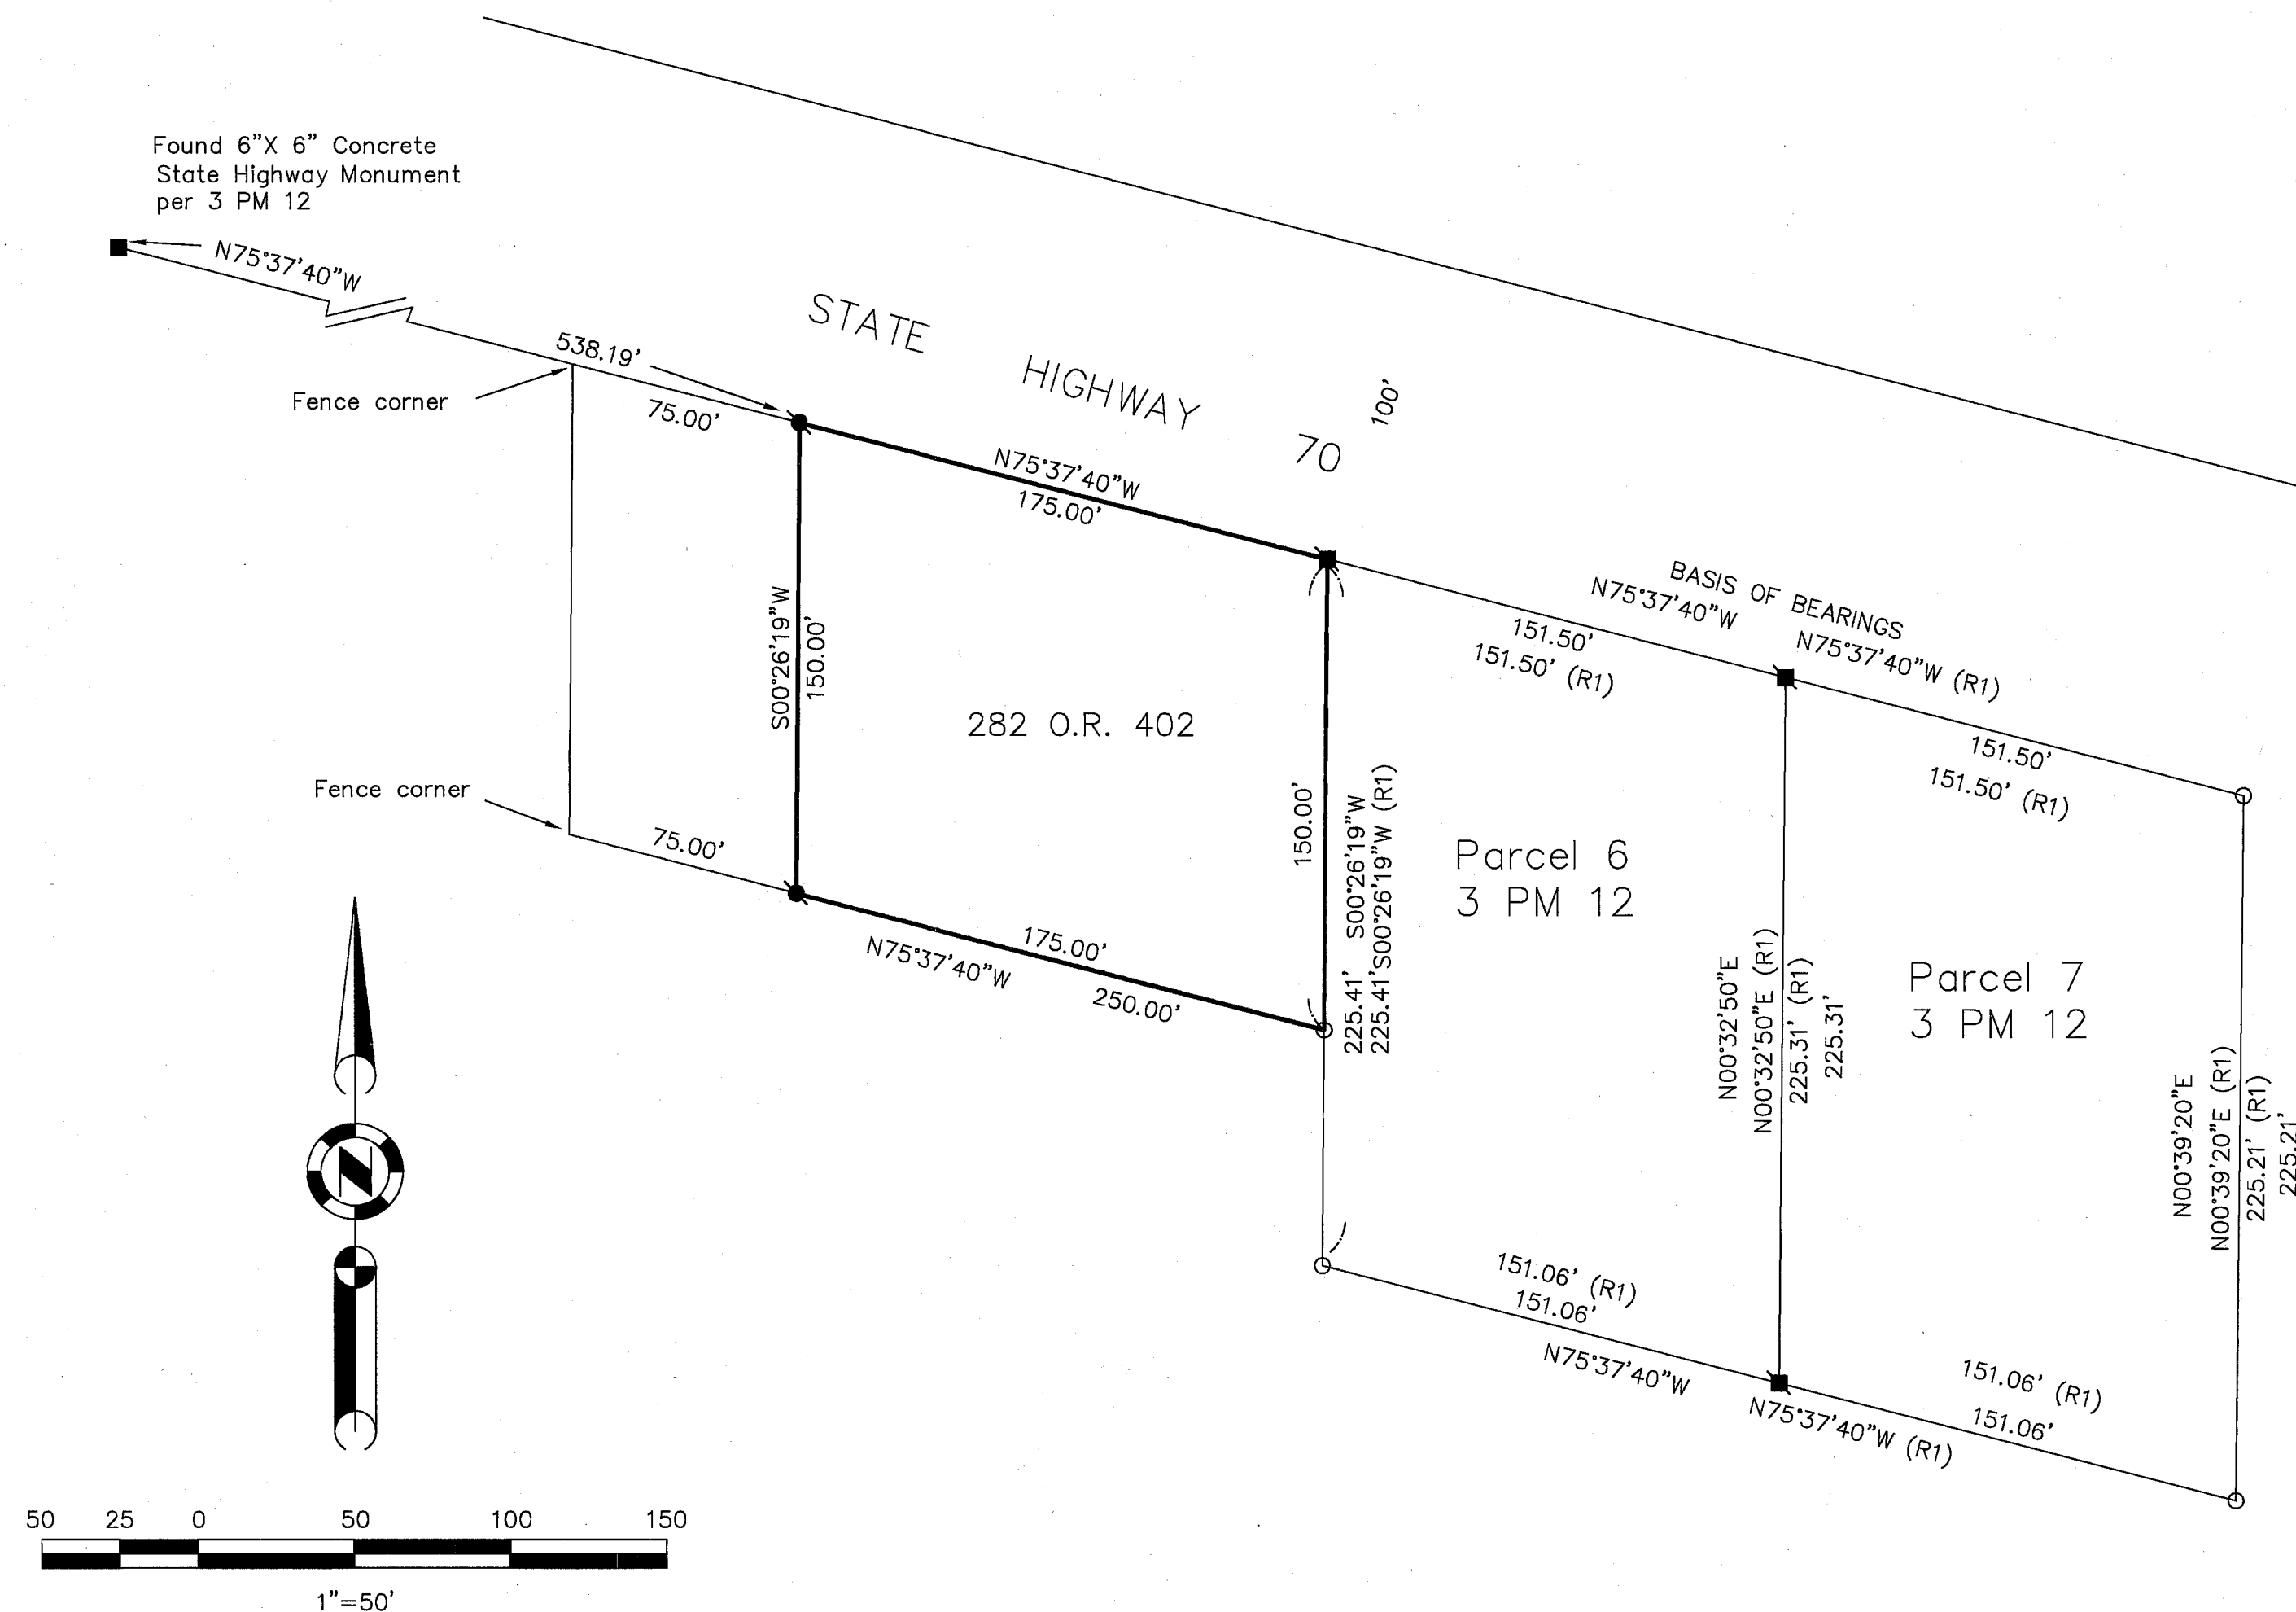 Found 6"X 6" Concrete
State Highway Monument
per 3 PM 12
N75°37'40"W
538.19'
Fence corner
75.00'
STATE HIGHWAY 70
100'
N75°37'40"W
175.00'
BASIS OF BEARINGS
N75°37'40"W
N75°37'40"W (R1)
151.50'
151.50' (R1)
151.50'
151.50' (R1)
S00°26'19"W
150.00'
282 O.R. 402
150.00'
225.41' S00°26'19"W
225.41'S00°26'19"W (R1)
Parcel 6
3 PM 12
N00°32'50"E
N00°32'50"E (R1)
225.31' (R1)
225.31'
Parcel 7
3 PM 12
N00°39'20"E
N00°39'20"E (R1)
225.21' (R1)
225.21'
Fence corner
75.00'
175.00'
N75°37'40"W
250.00'
151.06' (R1)
151.06'
N75°37'40"W
151.06' (R1)
151.06'
N75°37'40"W (R1)
N
50 25 0 50 100 150
1"=50'